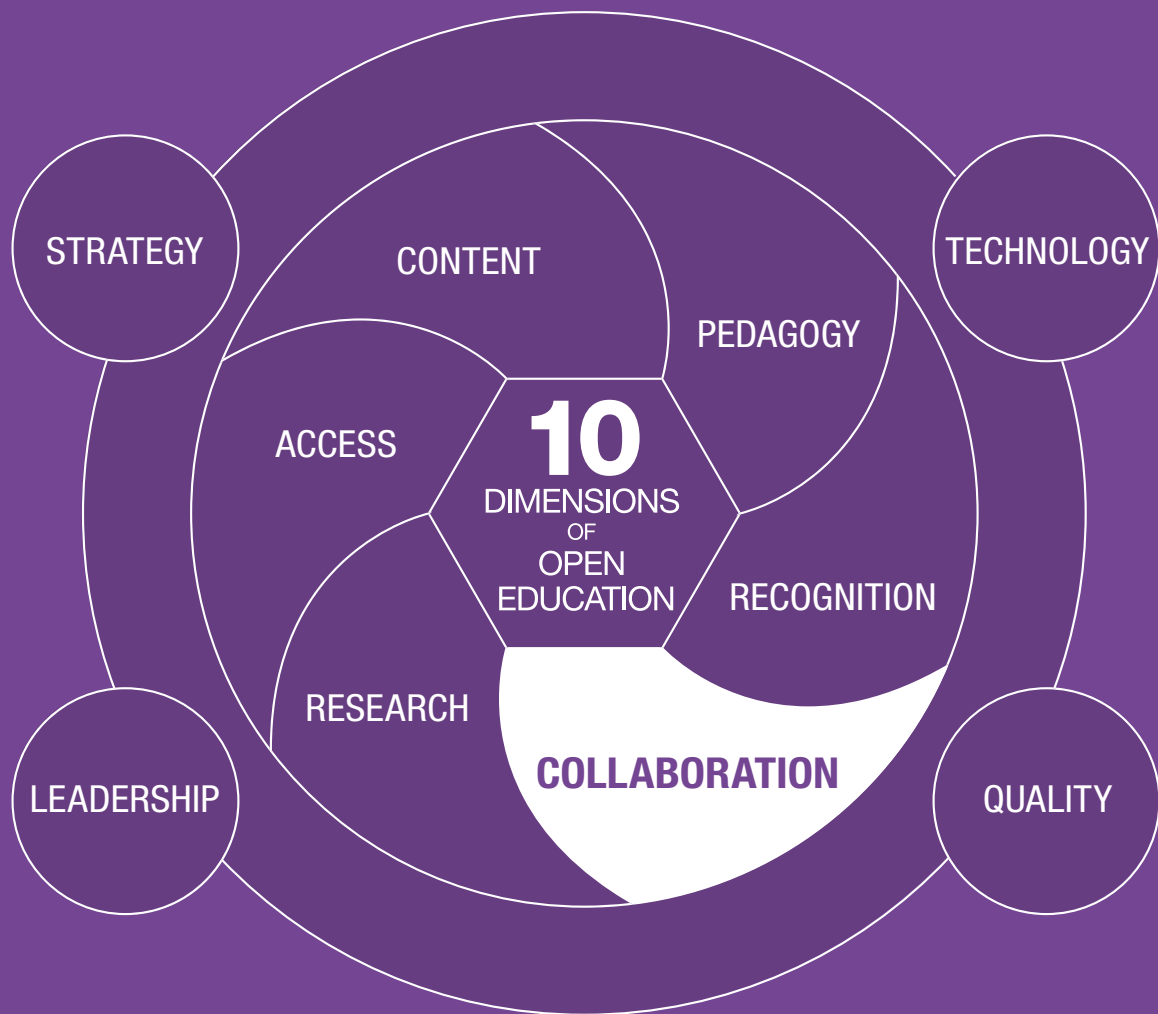 STRATEGY
TECHNOLOGY
CONTENT
PEDAGOGY
ACCESS
10
DIMENSIONS
OF
OPEN
EDUCATION
RECOGNITION
RESEARCH
COLLABORATION
LEADERSHIP
QUALITY